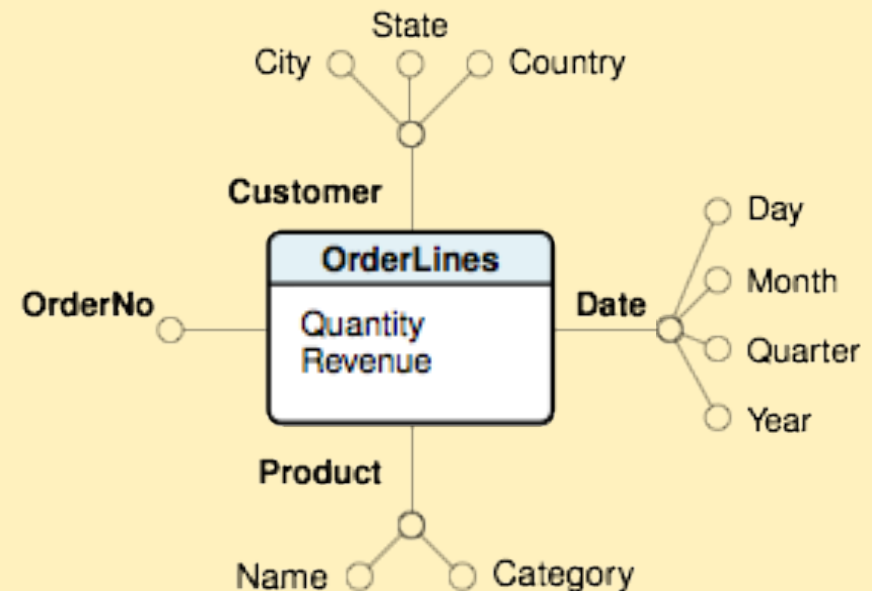 State
City
Country
Customer
Day
OrderLines
Month
OrderNo
Date
Quantity
Quarter
Revenue
Year
Product
Name
Category